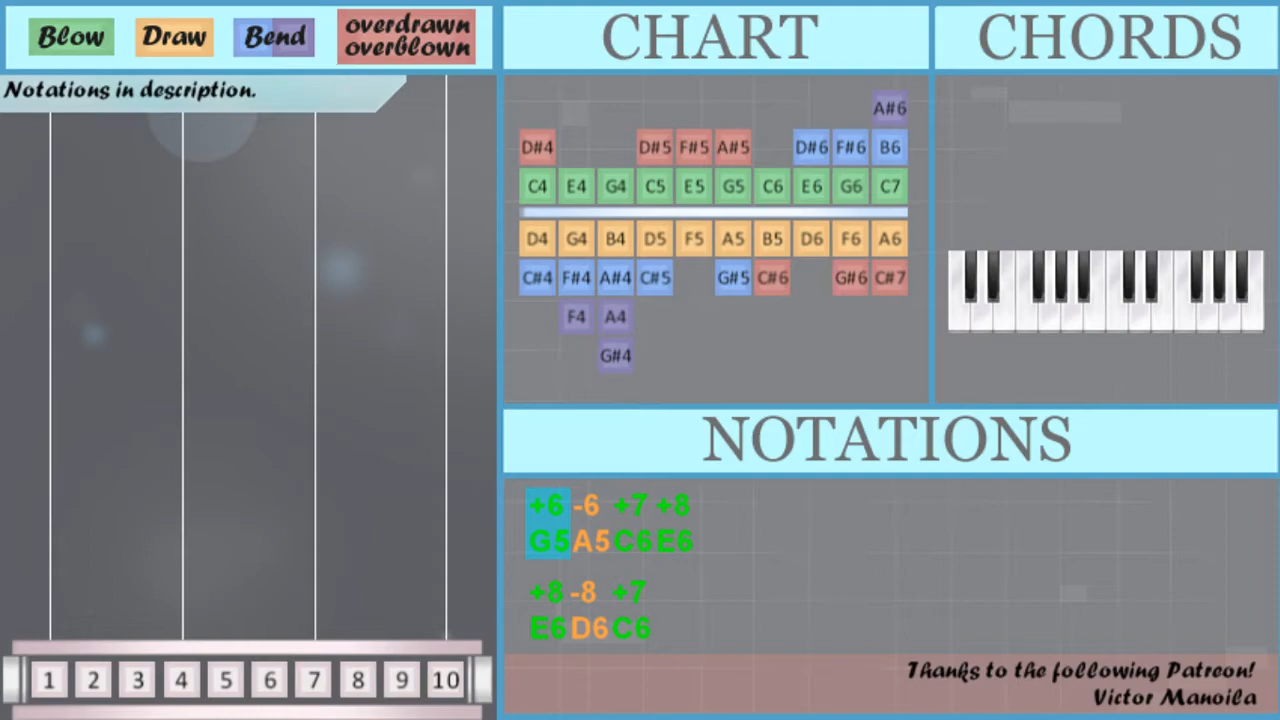 Blow Draw Bend overdrawn overblown
CHART
CHORDS
Notations in description.
A#6
D#4 D#5 F#5 A#5 D#6 F#6 B6
C4 E4 G4 C5 E5 G5 C6 E6 G6 C7
D4 G4 B4 D5 F5 A5 B5 D6 F6 A6
C#4 F#4 A#4 C#5 G#5 C#6 G#6 C#7
F4 A4
G#4
NOTATIONS
+6 -6 +7 +8
G5 A5 C6 E6
+8 -8 +7
E6 D6 C6
1 2 3 4 5 6 7 8 9 10
Thanks to the following Patreon!
Victor Manoila